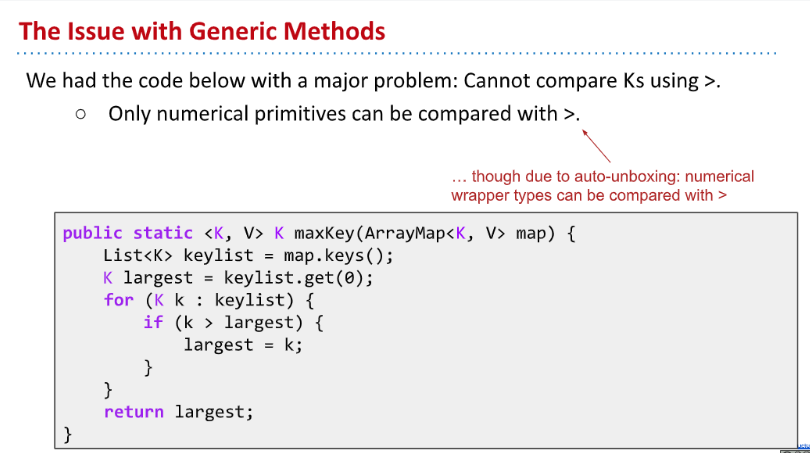 The Issue with Generic Methods
We had the code below with a major problem: Cannot compare Ks using >.
○ Only numerical primitives can be compared with >.
... though due to auto-unboxing: numerical
wrapper types can be compared with >
public static <K, V> K maxKey(ArrayMap<K, V> map) {
    List<K> keylist = map.keys();
    K largest = keylist.get(0);
    for (K k : keylist) {
        if (k > largest) {
            largest = k;
        }
    }
    return largest;
}